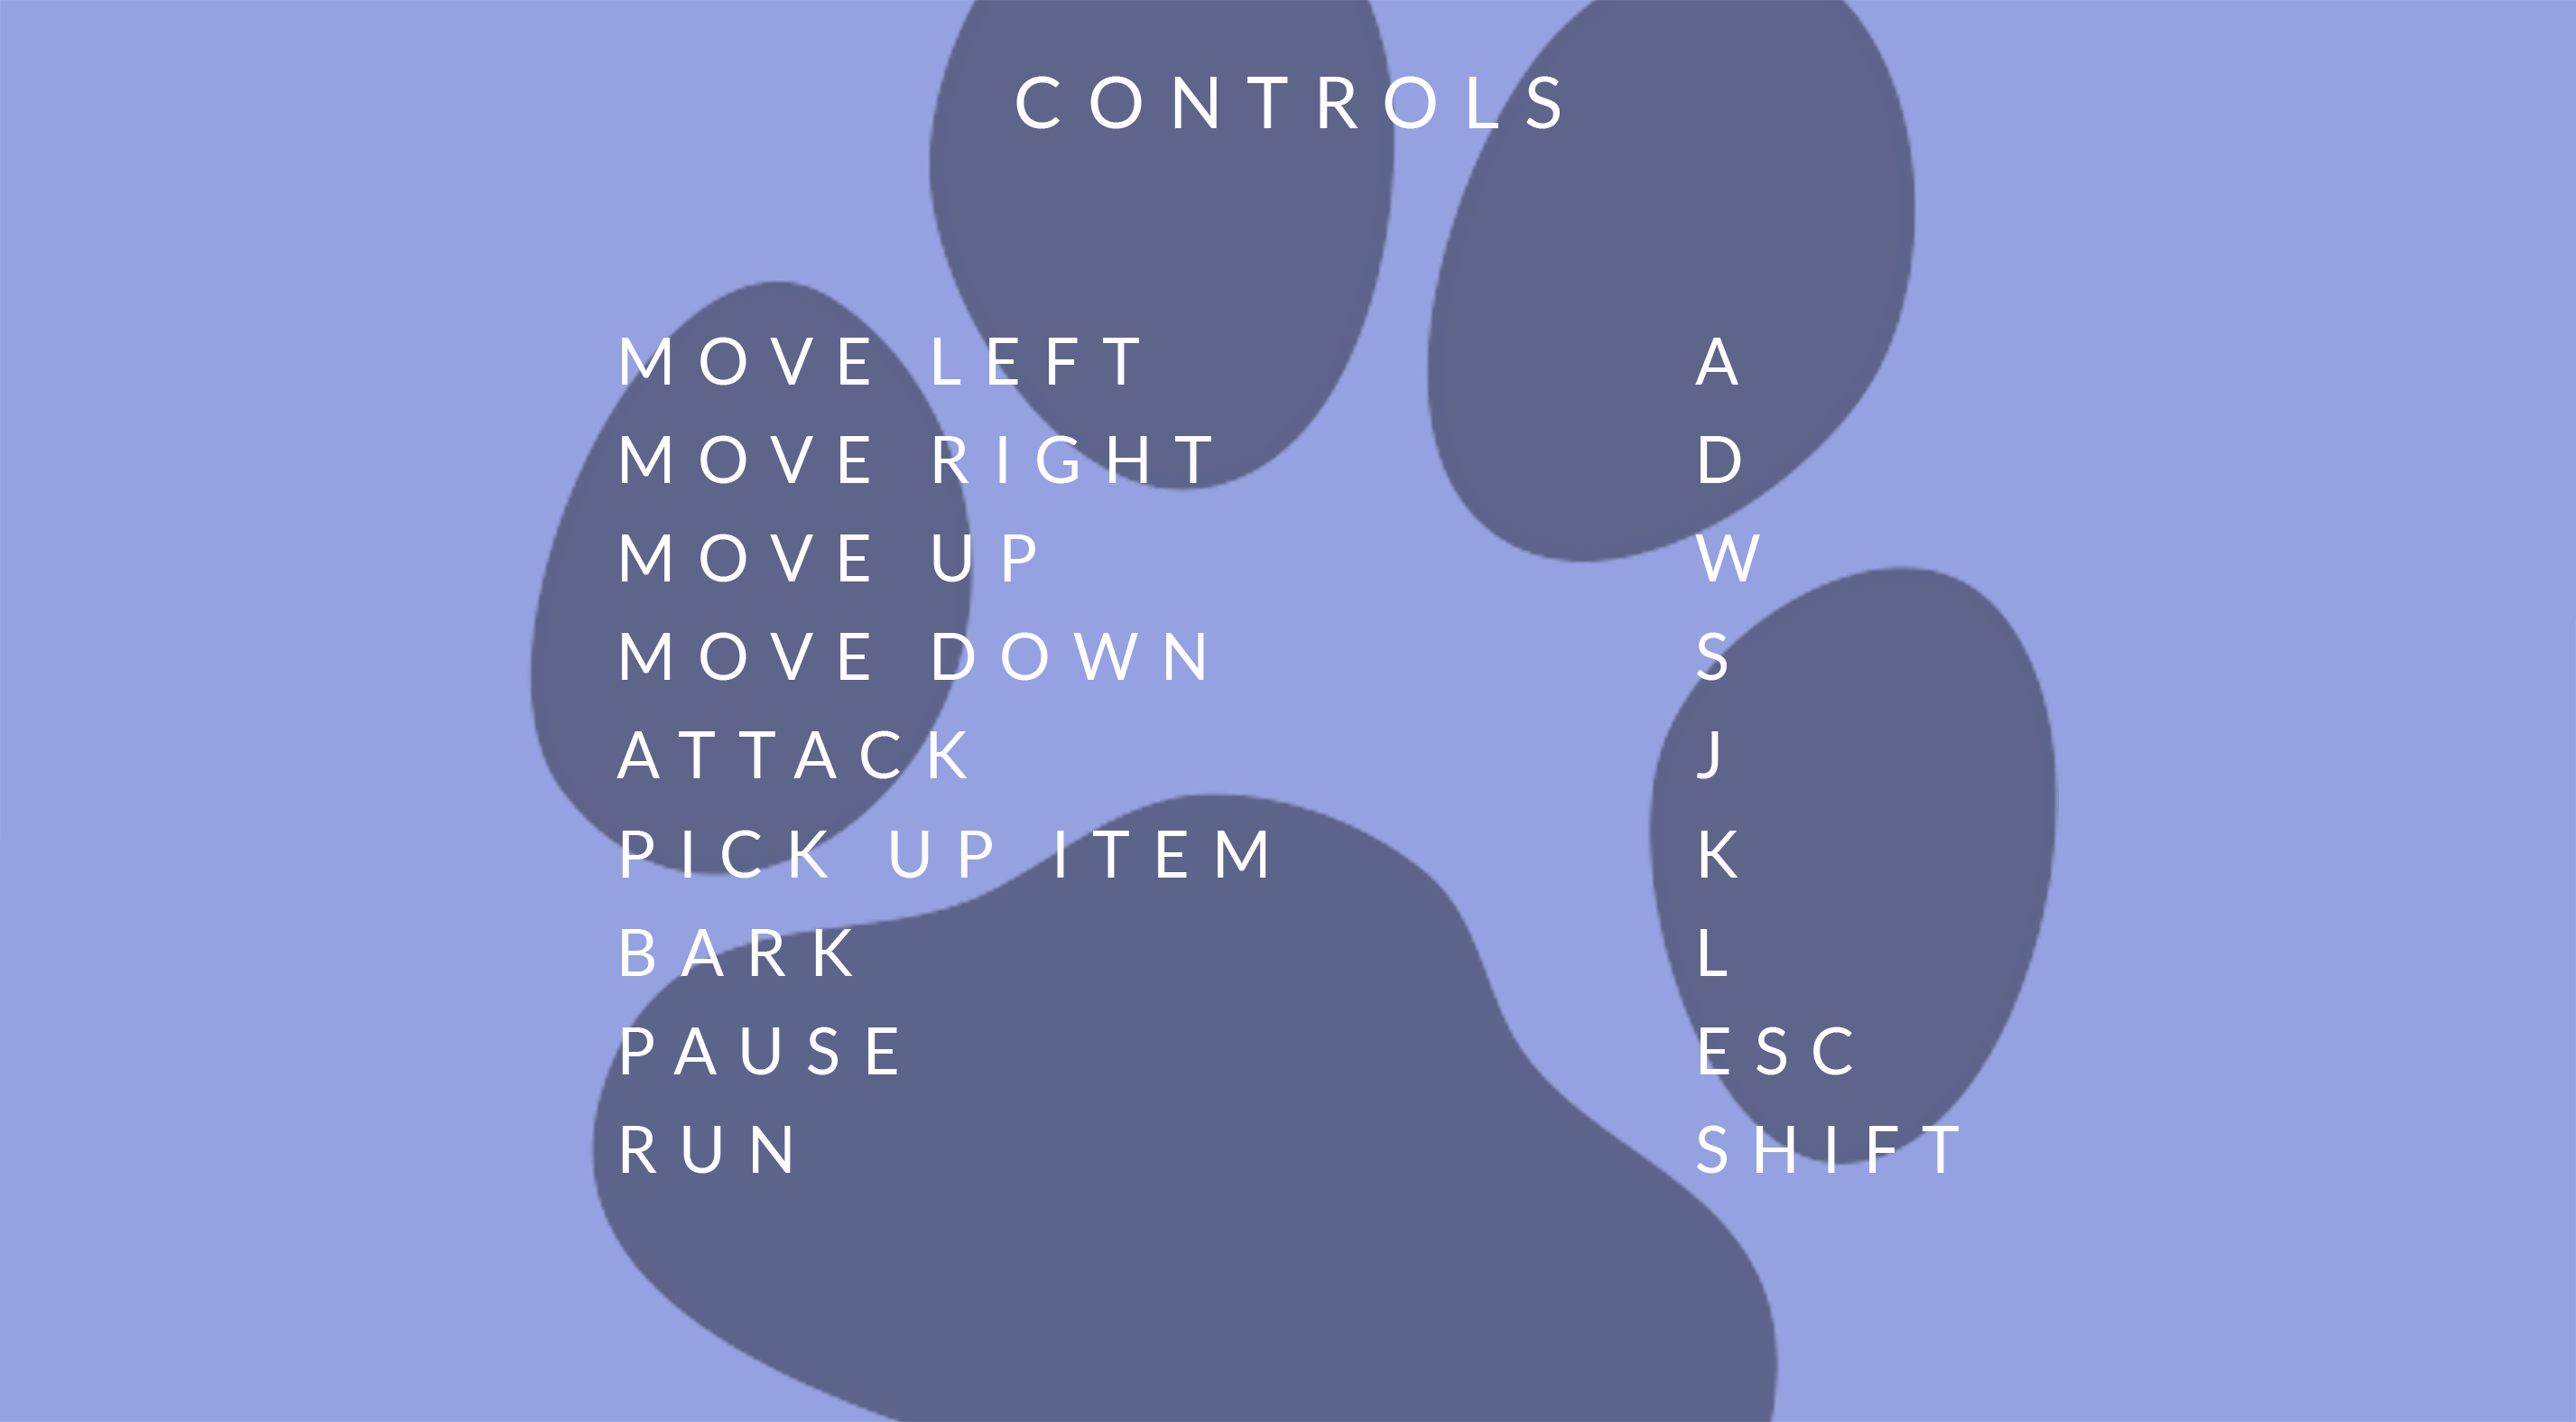 CONTROLS
MOVE LEFT A
MOVE RIGHT D
MOVE UP W
MOVE DOWN S
ATTACK J
PICK UP ITEM K
BARK L
PAUSE ESC
RUN SHIFT